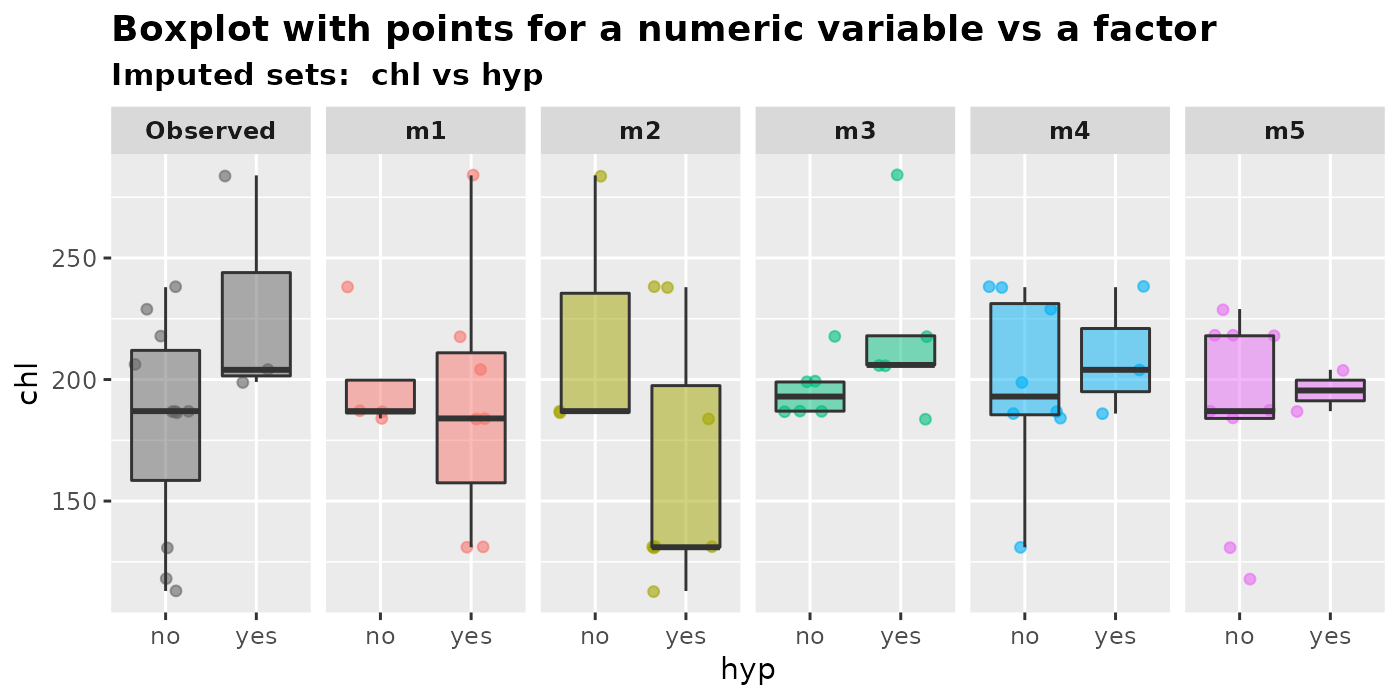 Boxplot with points for a numeric variable vs a factor
Imputed sets:  chl vs hyp
Observed m1 m2 m3 m4 m5
chl
250
200
150
no yes no yes no yes no yes no yes no yes
hyp